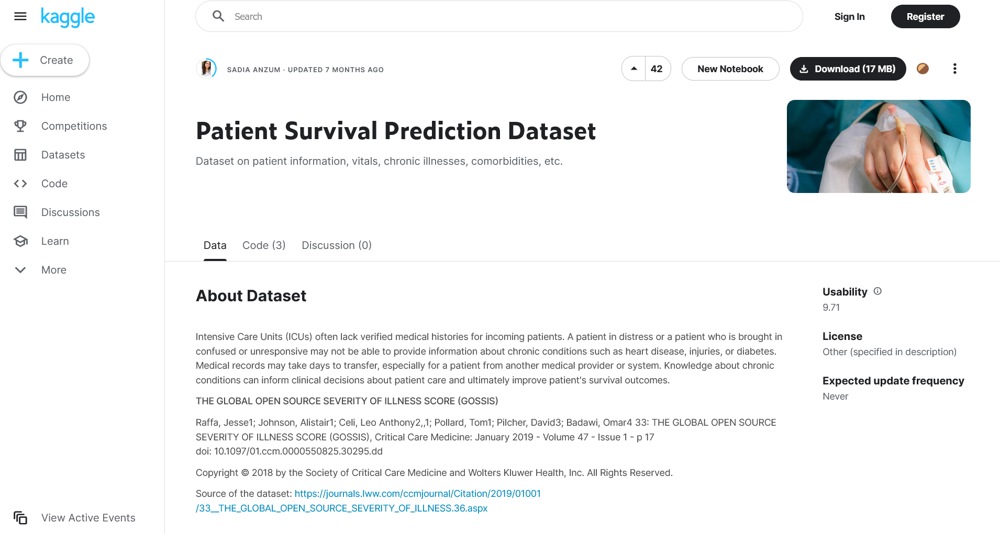 kaggle
Search
Sign In
Register
Create
Home
Competitions
Datasets
Code
Discussions
Learn
More
View Active Events
SADIA ANZUM · UPDATED 7 MONTHS AGO
42
New Notebook
Download (17 MB)
Patient Survival Prediction Dataset
Dataset on patient information, vitals, chronic illnesses, comorbidities, etc.
Data
Code (3)
Discussion (0)
About Dataset
Intensive Care Units (ICUs) often lack verified medical histories for incoming patients. A patient in distress or a patient who is brought in
confused or unresponsive may not be able to provide information about chronic conditions such as heart disease, injuries, or diabetes.
Medical records may take days to transfer, especially for a patient from another medical provider or system. Knowledge about chronic
conditions can inform clinical decisions about patient care and ultimately improve patient's survival outcomes.
THE GLOBAL OPEN SOURCE SEVERITY OF ILLNESS SCORE (GOSSIS)
Raffa, Jesse1; Johnson, Alistair1; Celi, Leo Anthony2,,1; Pollard, Tom1; Pilcher, David3; Badawi, Omar4 33: THE GLOBAL OPEN SOURCE
SEVERITY OF ILLNESS SCORE (GOSSIS), Critical Care Medicine: January 2019 - Volume 47 - Issue 1 - p 17
doi: 10.1097/01.ccm.0000550825.30295.dd
Copyright © 2018 by the Society of Critical Care Medicine and Wolters Kluwer Health, Inc. All Rights Reserved.
Source of the dataset: https://journals.lww.com/ccmjournal/Citation/2019/01001
/33__THE_GLOBAL_OPEN_SOURCE_SEVERITY_OF_ILLNESS.36.aspx
Usability
9.71
License
Other (specified in description)
Expected update frequency
Never